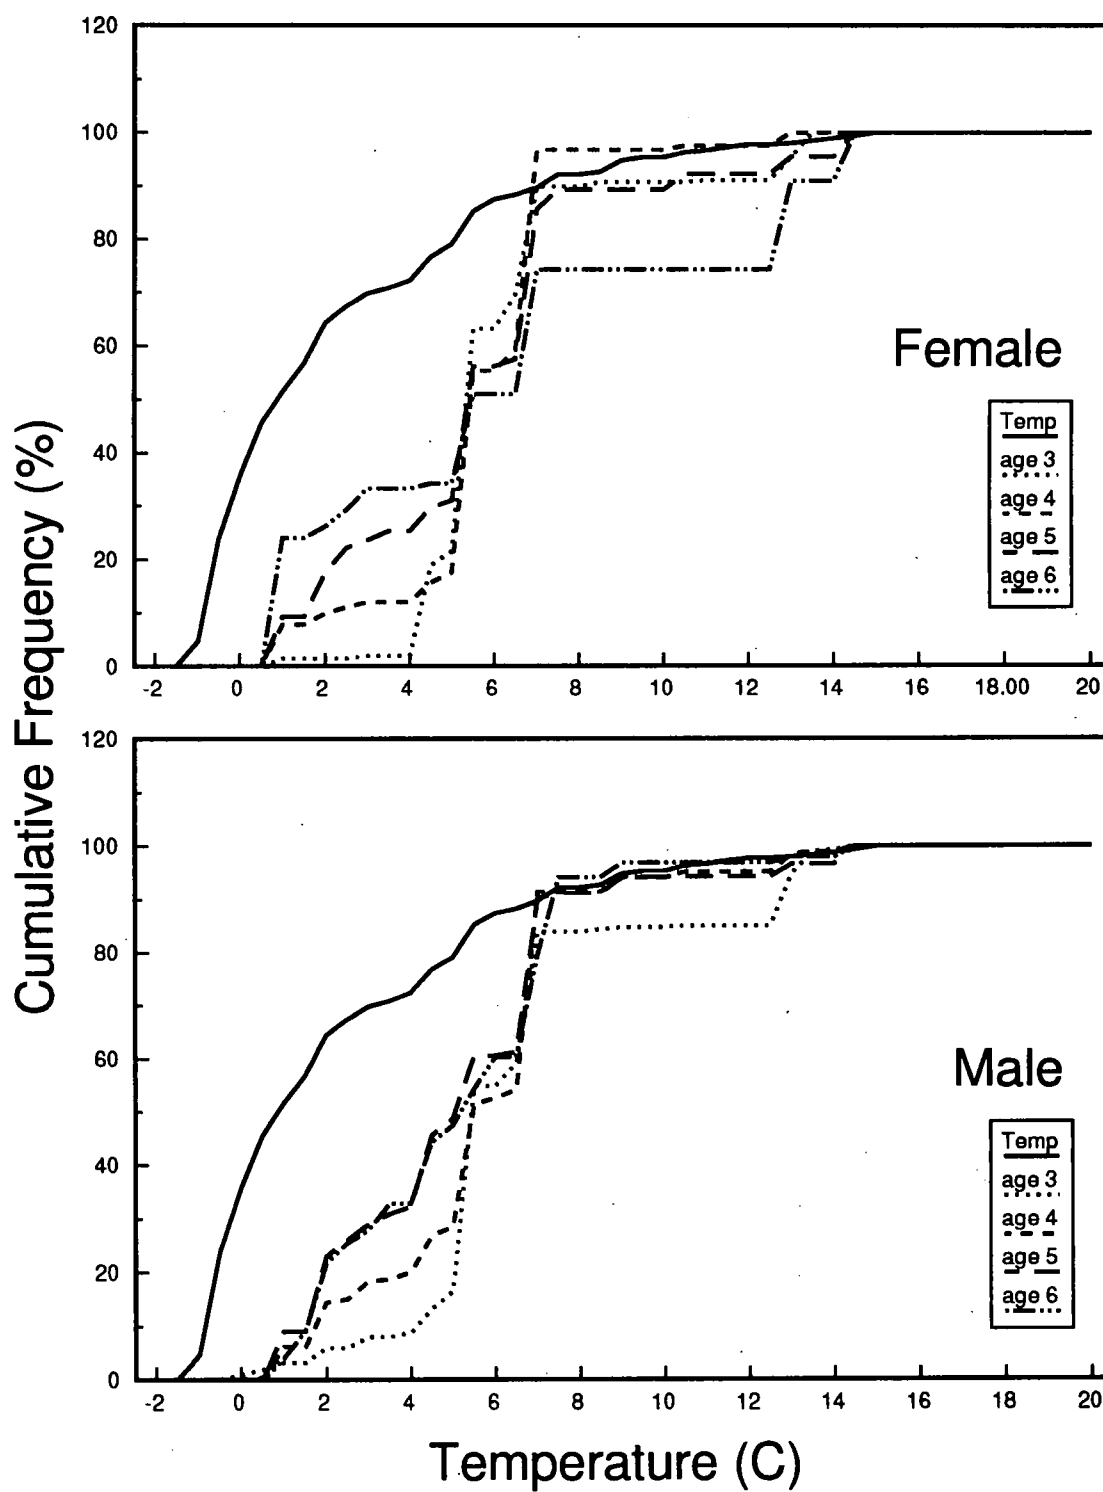 120
100
80
60
40
20
0
-2 0 2 4 6 8 10 12 14 16 18.00 20
Female
Temp
age 3
age 4
age 5
age 6
Cumulative Frequency (%)
120
100
80
60
40
20
0
-2 0 2 4 6 8 10 12 14 16 18 20
Male
Temp
age 3
age 4
age 5
age 6
Temperature (C)